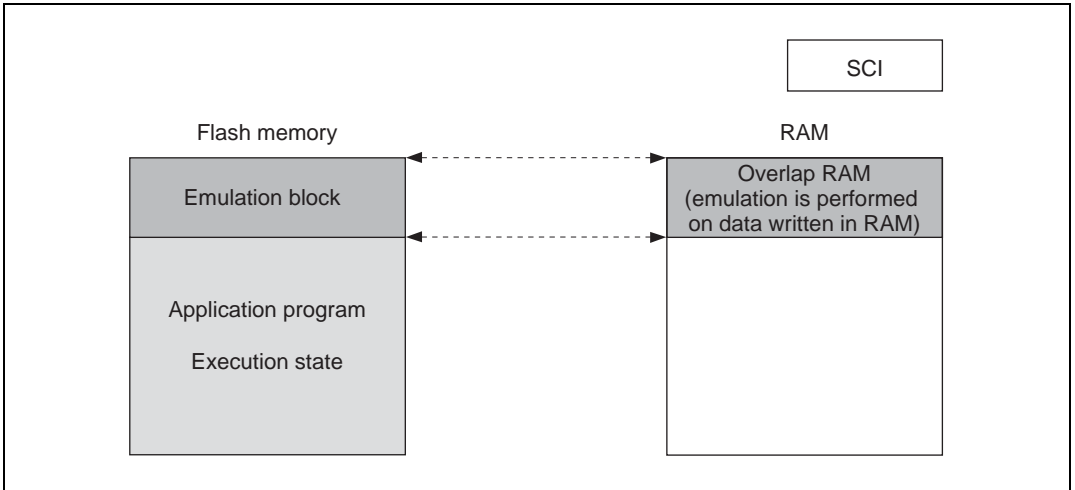 SCI
Flash memory
RAM
Emulation block
Overlap RAM
(emulation is performed
on data written in RAM)
Application program
Execution state